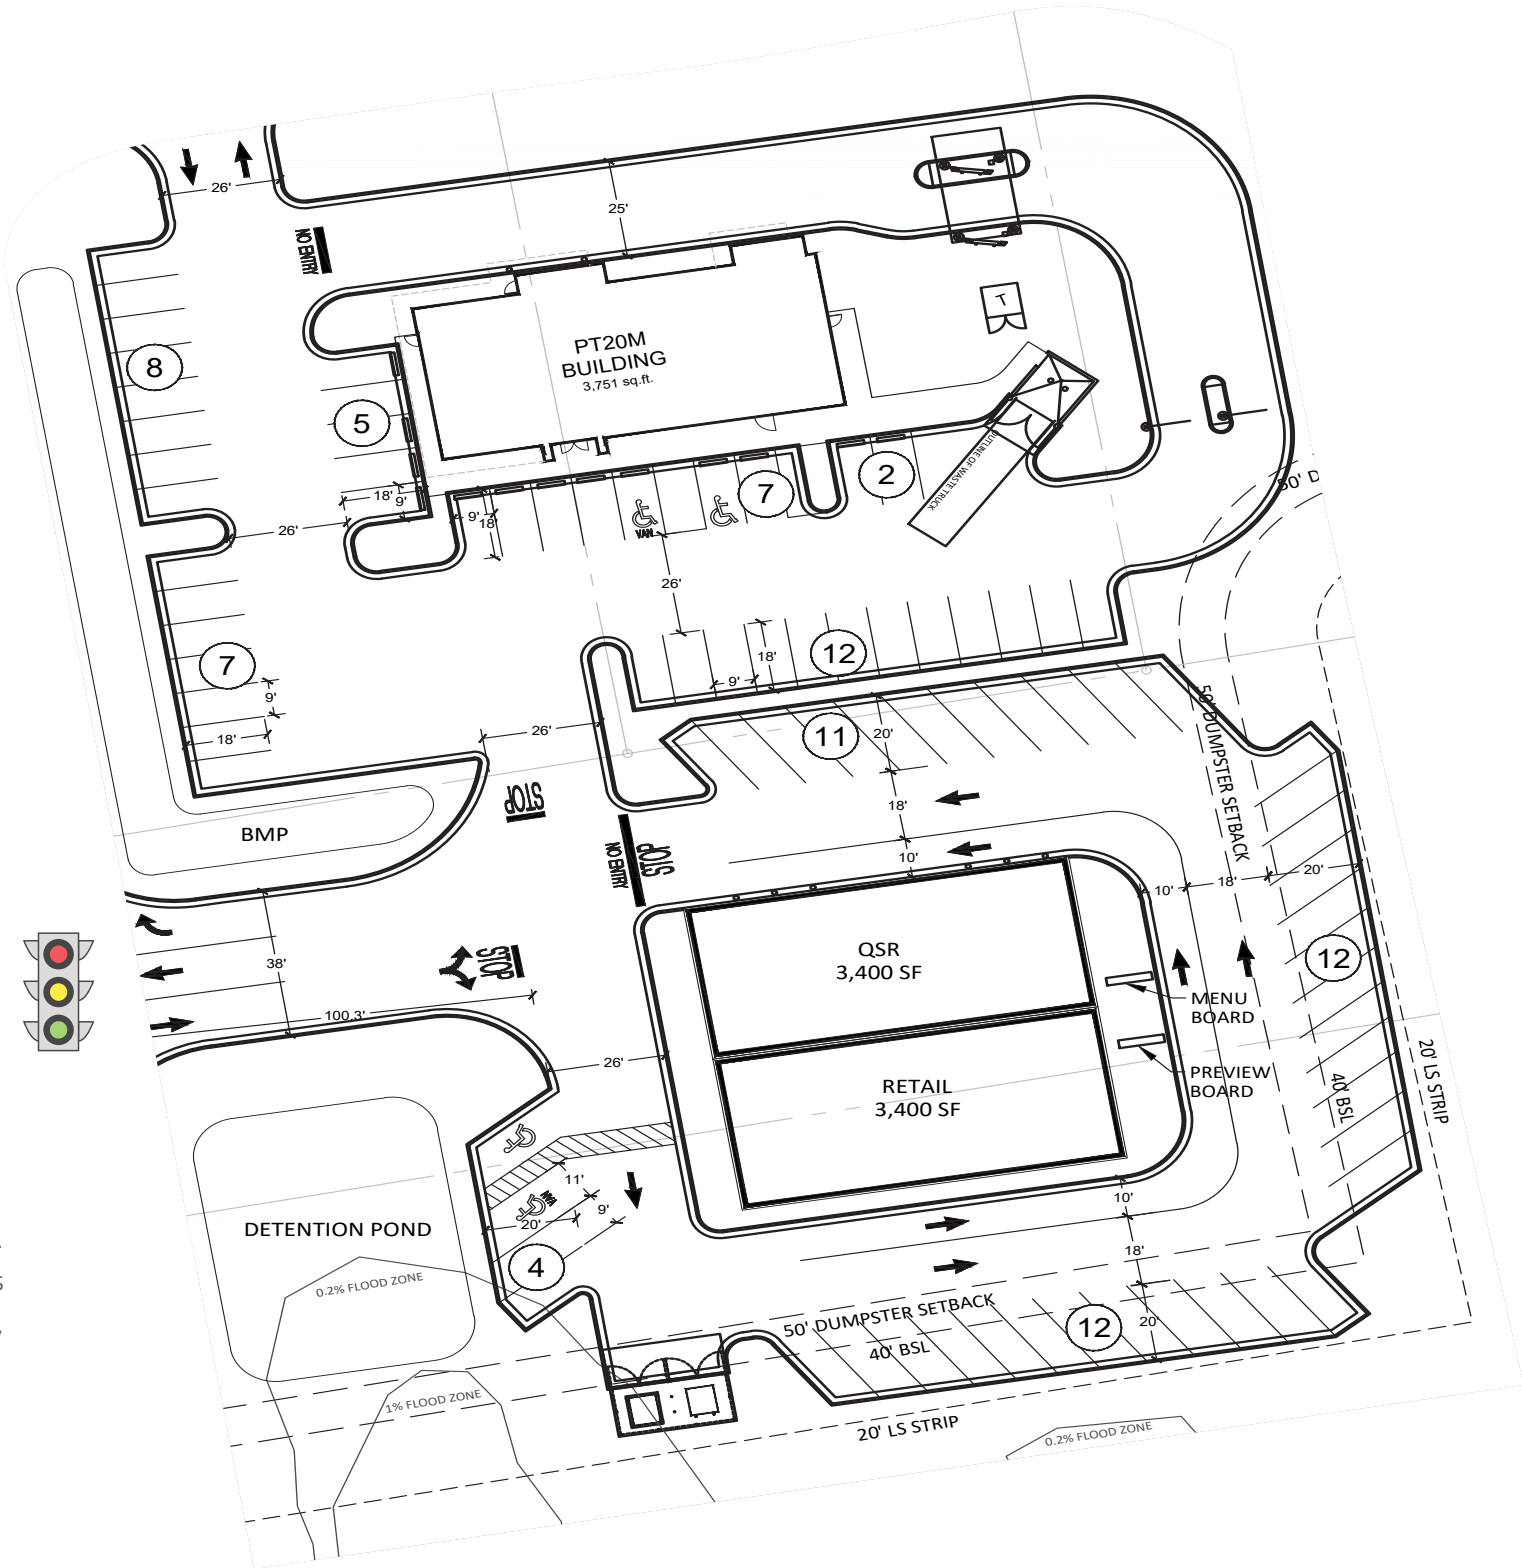 26'
NO ENTRY
25'
T
PT20M
BUILDING
3,751 sq.ft.
8
5
18'
9'
26'
9'
18'
VAN
7
2
OUTLINE OF WASTE TRUCK
50' D
26'
7
9'
18'
18'
9'
12
26'
11
20'
18'
10'
50' DUMPSTER SETBACK
STOP
BMP
STOP
NO ENTRY
10'
18'
20'
38'
STOP
100.3'
QSR
3,400 SF
12
MENU
BOARD
26'
RETAIL
3,400 SF
PREVIEW
BOARD
40' BSL
20' LS STRIP
11'
VAN
9'
20'
DETENTION POND
4
10'
18'
20'
0.2% FLOOD ZONE
50' DUMPSTER SETBACK
12
40' BSL
1% FLOOD ZONE
20' LS STRIP
0.2% FLOOD ZONE